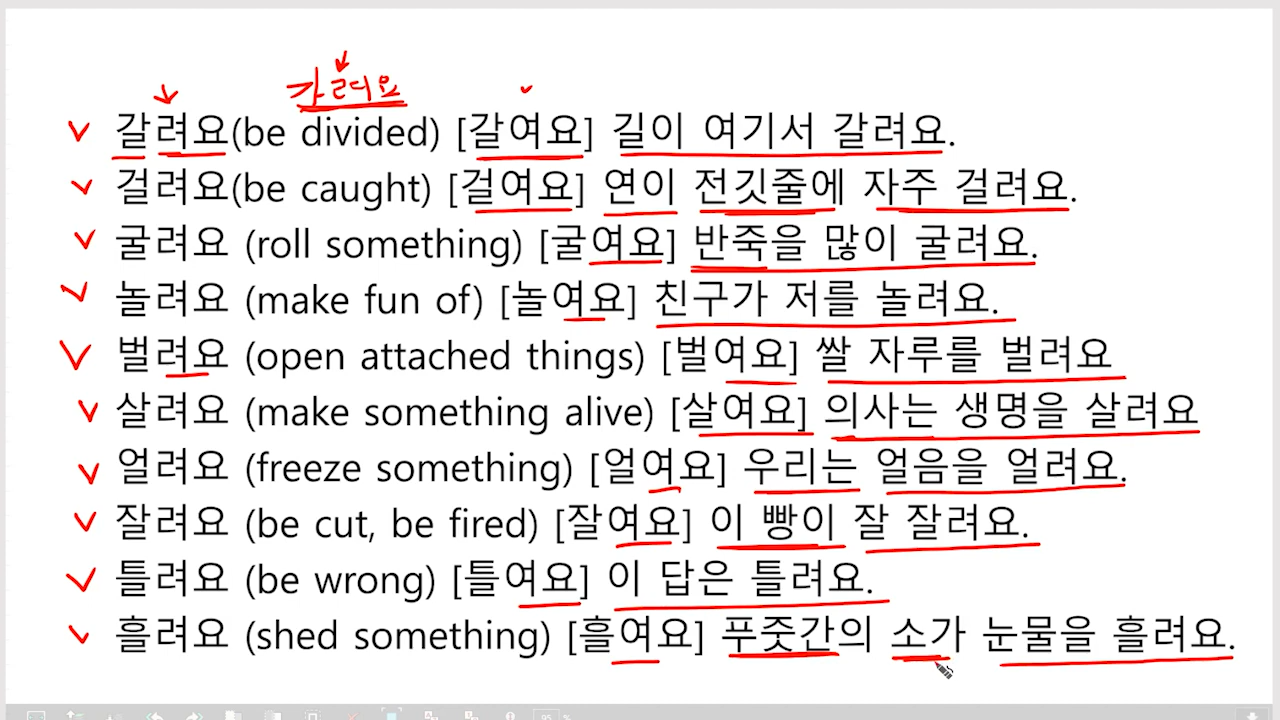 가려요
갈려요(be divided) [갈여요] 길이 여기서 갈려요.
걸려요(be caught) [걸여요] 연이 전깃줄에 자주 걸려요.
굴려요 (roll something) [굴여요] 반죽을 많이 굴려요.
놀려요 (make fun of) [놀여요] 친구가 저를 놀려요.
벌려요 (open attached things) [벌여요] 쌀 자루를 벌려요
살려요 (make something alive) [살여요] 의사는 생명을 살려요
얼려요 (freeze something) [얼여요] 우리는 얼음을 얼려요.
잘려요 (be cut, be fired) [잘여요] 이 빵이 잘 잘려요.
틀려요 (be wrong) [틀여요] 이 답은 틀려요.
흘려요 (shed something) [흘여요] 푸줏간의 소가 눈물을 흘려요.